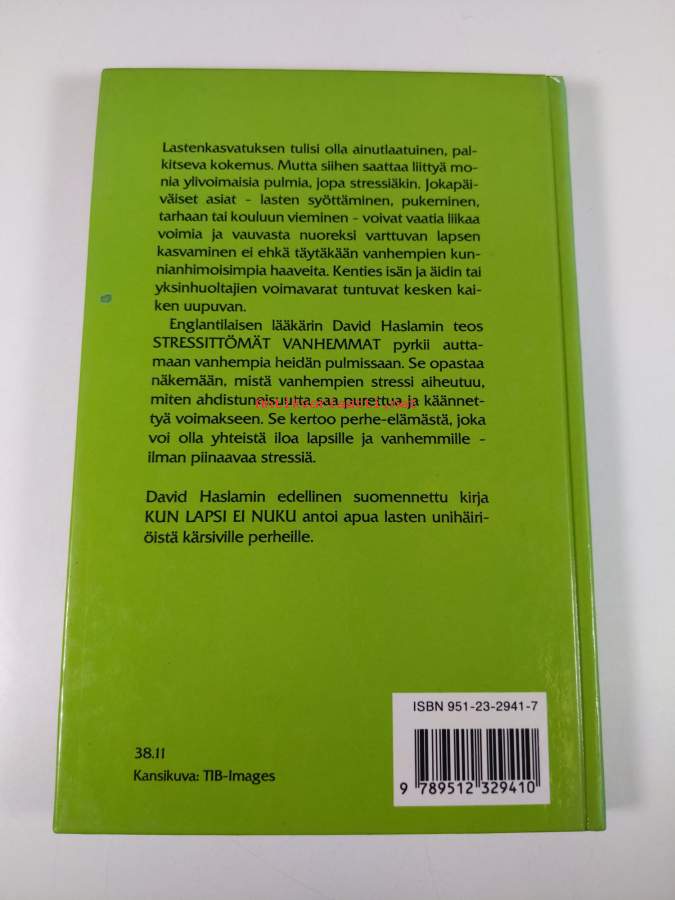 Lastenkasvatuksen tulisi olla ainutlaatuinen, pal-
kitseva kokemus. Mutta siihen saattaa liittyä mo-
nia ylivoimaisia pulmia, jopa stressiäkin. Jokapäi-
väiset asiat - lasten syöttäminen, pukeminen,
tarhaan tai kouluun vieminen - voivat vaatia liikaa
voimia ja vauvasta nuoreksi varttuvan lapsen
kasvaminen ei ehkä täytäkään vanhempien kun-
nianhimoisimpia haaveita. Kenties isän ja äidin tai
yksinhuoltajien voimavarat tuntuvat kesken kai-
ken uupuvan.
Englantilaisen lääkärin David Haslamin teos
STRESSITTÖMÄT VANHEMMAT pyrkii autta-
maan vanhempia heidän pulmissaan. Se opastaa
näkemään, mistä vanhempien stressi aiheutuu,
miten ahdistuneisuutta saa purettua ja käännet-
tyä voimakseen. Se kertoo perhe-elämästä, joka
voi olla yhteistä iloa lapsille ja vanhemmille -
ilman piinaavaa stressiä.
David Haslamin edellinen suomennettu kirja
KUN LAPSI EI NUKU antoi apua lasten unihäiri-
öistä kärsiville perheille.
ISBN 951-23-2941-7
38.11
Kansikuva: TIB-Images
9 789512 329410